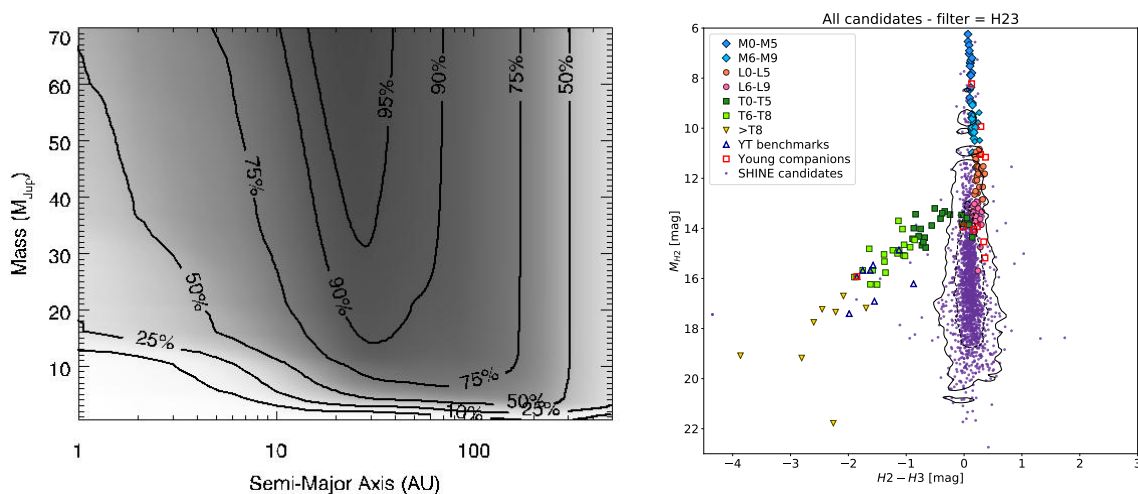 70
60
50
40
30
20
10
Mass (M_Jup)
1
10
100
Semi-Major Axis (AU)
95%
90%
75%
50%
75%
90%
50%
25%
75%
50%
25%
10%
All candidates - filter = H23
M0-M5
M6-M9
L0-L5
L6-L9
T0-T5
T6-T8
>T8
YT benchmarks
Young companions
SHINE candidates
6
8
10
12
14
16
18
20
22
M_H2 [mag]
−4
−3
−2
−1
0
1
2
3
H2 − H3 [mag]